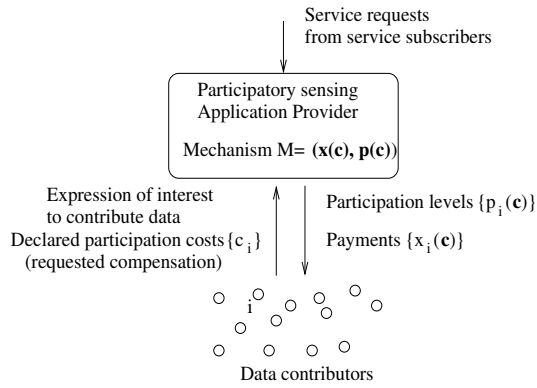 Service requests
from service subscribers
Participatory sensing
Application Provider
Mechanism M= (x(c), p(c))
Expression of interest
to contribute data
Declared participation costs {c_i}
(requested compensation)
Participation levels {p_i(c)}
Payments {x_i(c)}
i
Data contributors